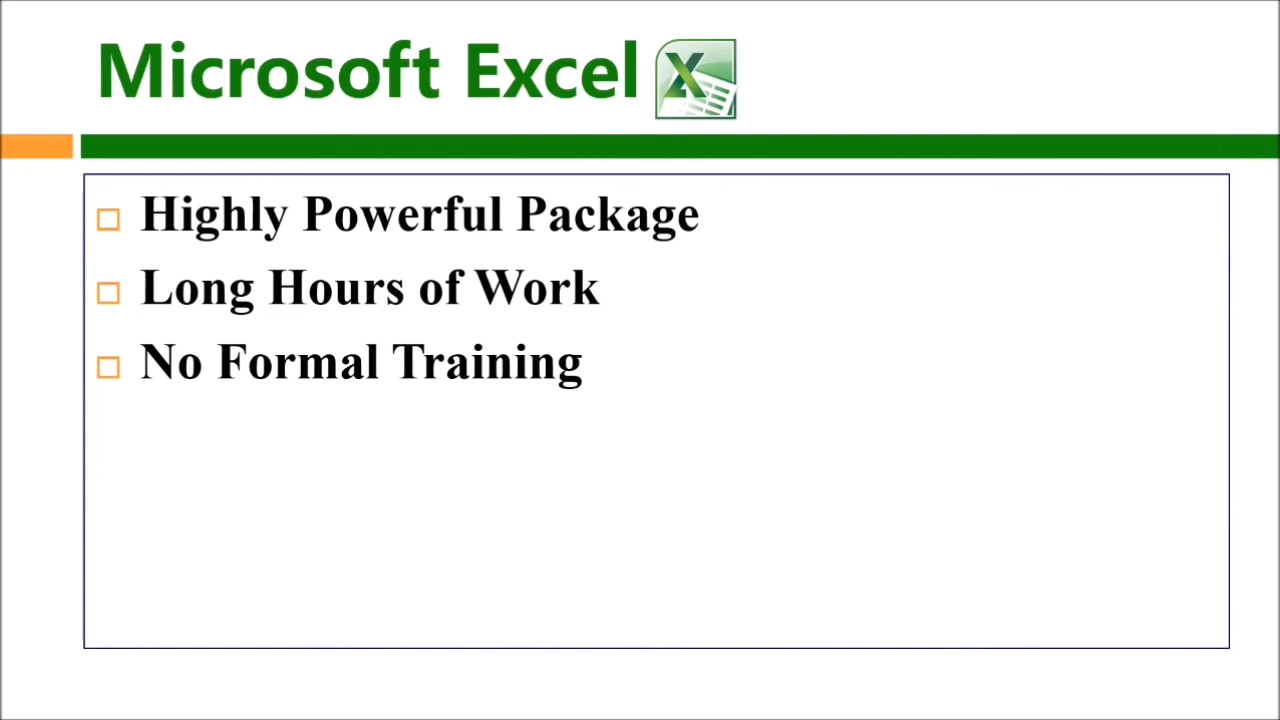 Microsoft Excel
Highly Powerful Package
Long Hours of Work
No Formal Training